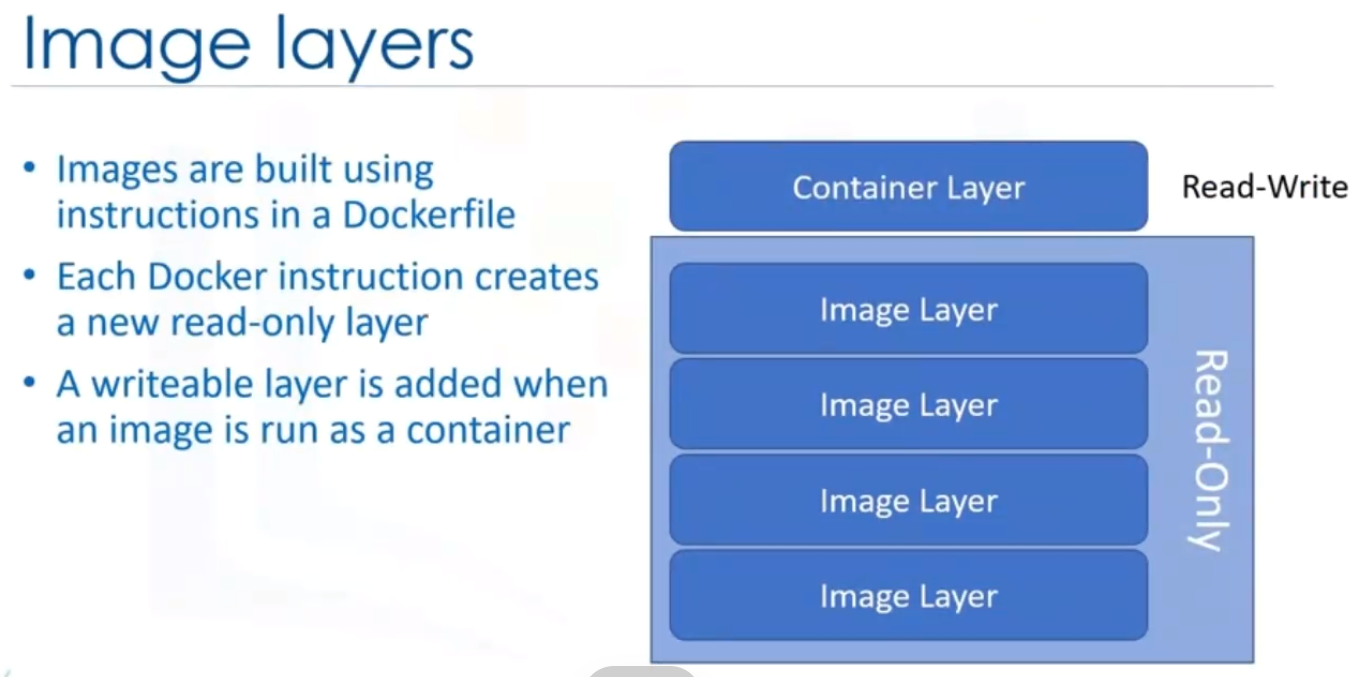 Image layers
• Images are built using
instructions in a Dockerfile
• Each Docker instruction creates
a new read-only layer
• A writeable layer is added when
an image is run as a container
Container Layer
Read-Write
Image Layer
Image Layer
Image Layer
Image Layer
Read-Only